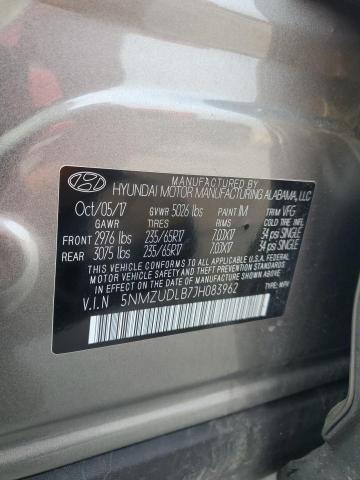 MANUFACTURED BY
HYUNDAI MOTOR MANUFACTURING ALABAMA, LLC
Oct/05/17 GVWR 5026 lbs PAINT IM TRIM VFG
GAWR TIRES RIMS COLD TIRE INFL.
FRONT 2976 lbs 235/65R17 7.0JX17 34 psi SINGLE
REAR 3075 lbs 235/65R17 7.0JX17 34 psi SINGLE
THIS VEHICLE CONFORMS TO ALL APPLICABLE U.S.A. FEDERAL
MOTOR VEHICLE SAFETY STANDARDS IN EFFECT ON THE
DATE OF MANUFACTURE SHOWN ABOVE. TYPE: MPV
V.I.N 5NMZUDLB7JH083962